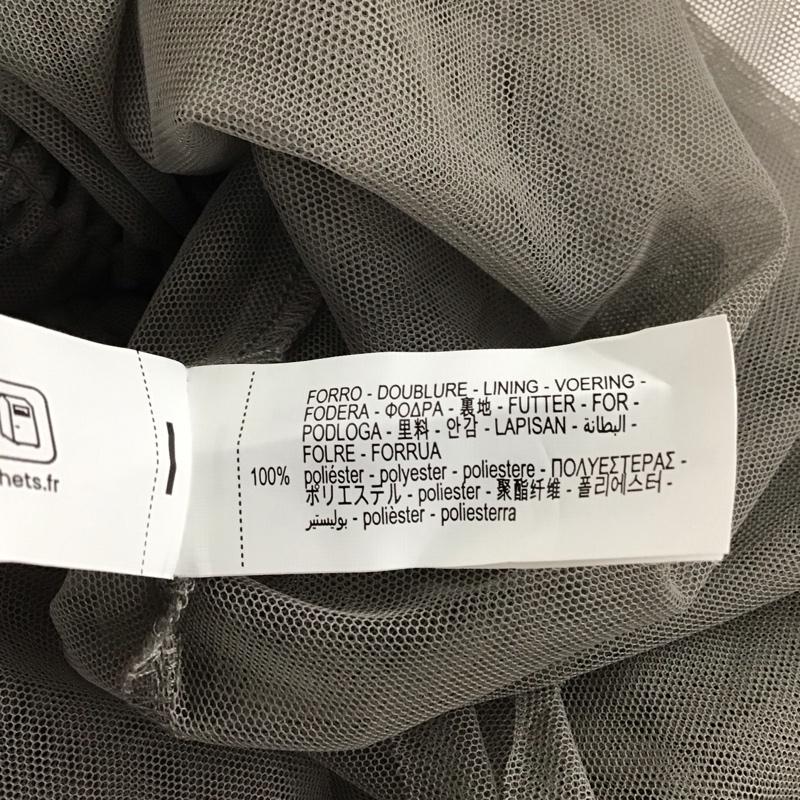 hets.fr
FORRO - DOUBLURE - LINING - VOERING -
FODERA - ΦΟΔΡΑ - 裏地 - FUTTER - FOR -
PODLOGA - 里料 - 안감 - LAPISAN - البطانة -
FOLRE - FORRUA
100% poliéster - polyester - poliestere - ΠΟΛΥΕΣΤΕΡΑΣ -
ポリエステル - poliester - 聚酯纤维 - 폴리에스터 -
بوليستير - polièster - poliesterra